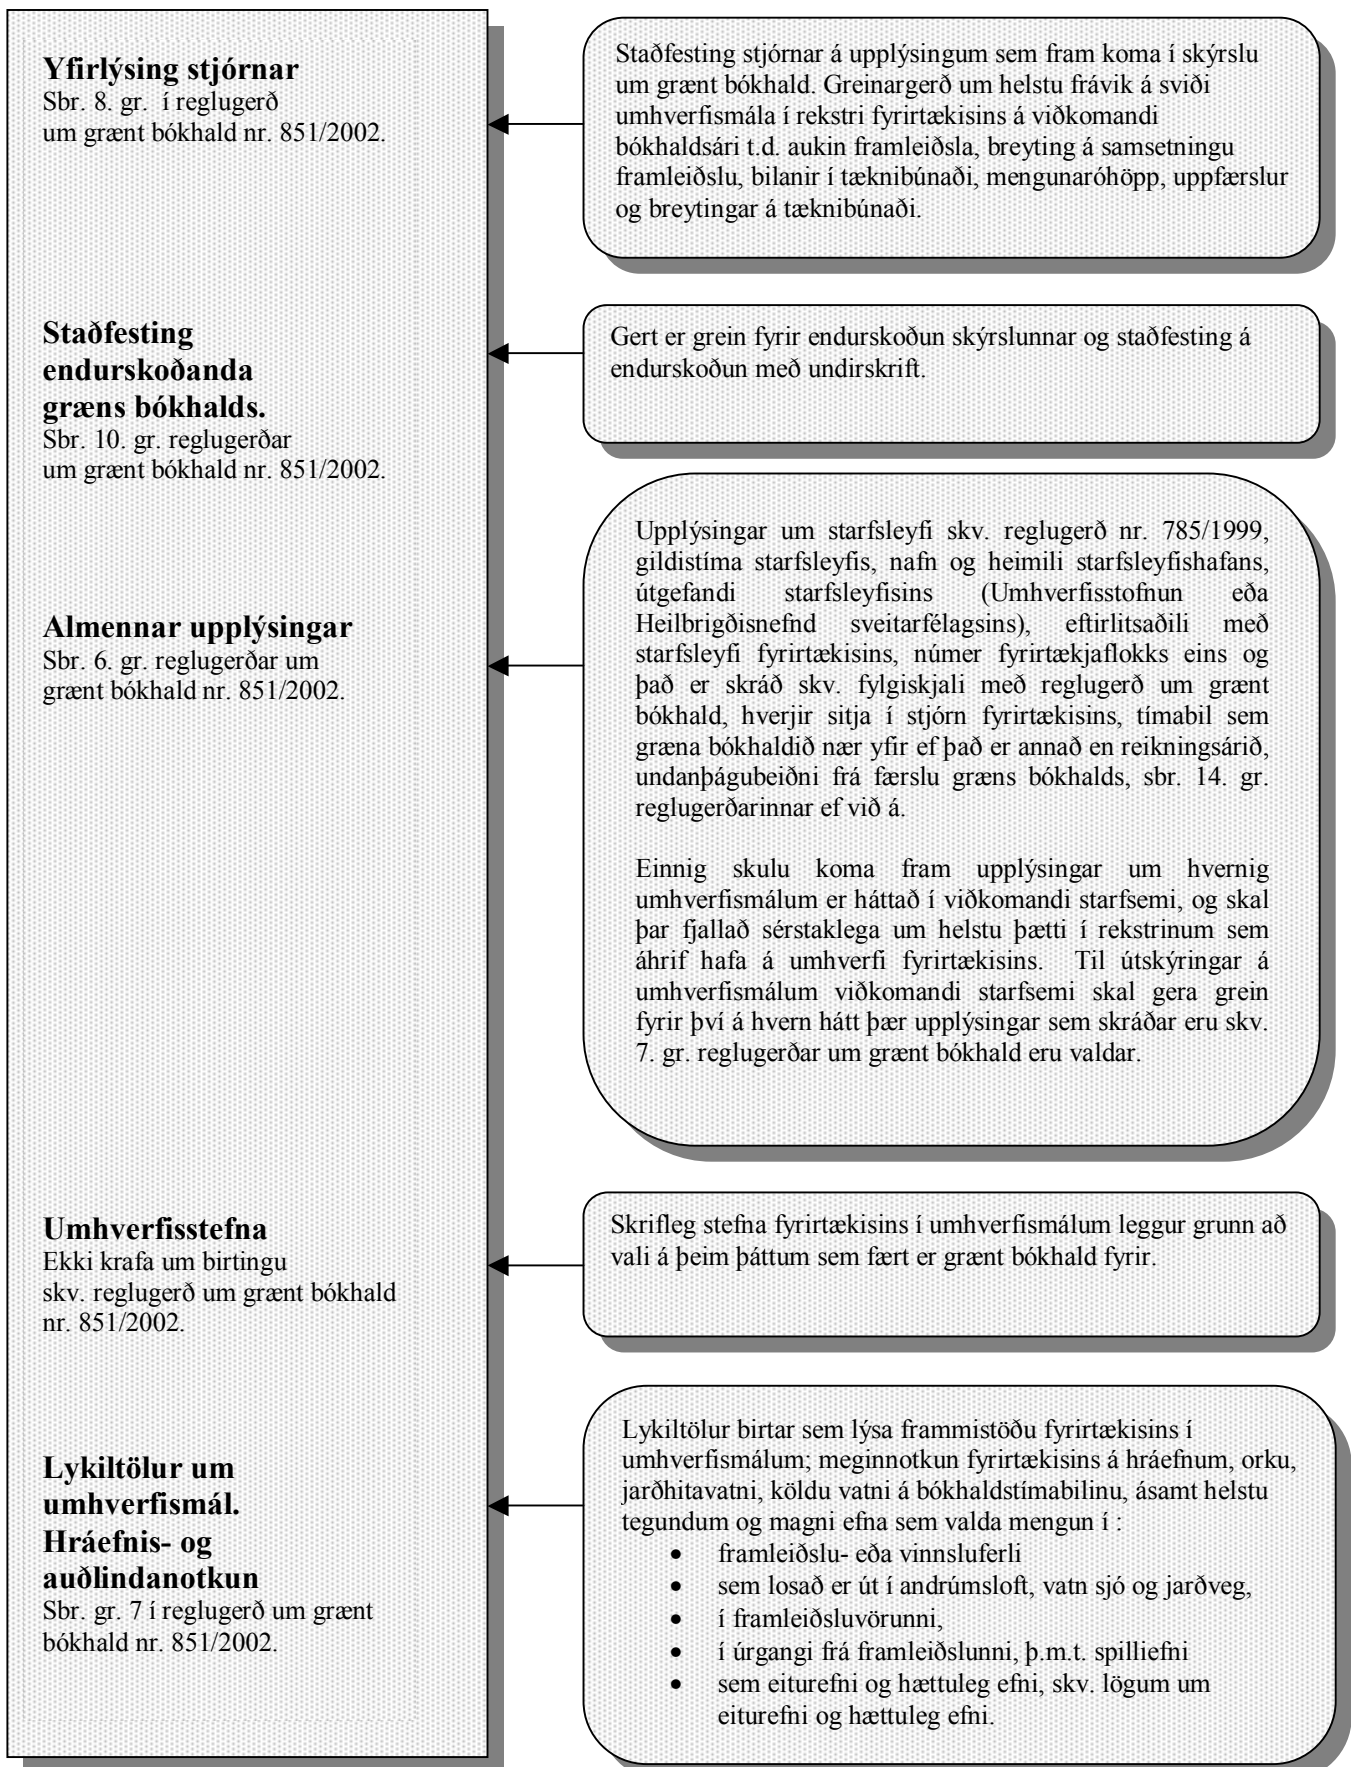 Yfirlýsing stjórnar
Sbr. 8. gr. í reglugerð
um grænt bókhald nr. 851/2002.
Staðfesting stjórnar á upplýsingum sem fram koma í skýrslu
um grænt bókhald. Greinargerð um helstu frávik á sviði
umhverfismála í rekstri fyrirtækisins á viðkomandi
bókhaldsári t.d. aukin framleiðsla, breyting á samsetningu
framleiðslu, bilanir í tæknibúnaði, mengunaróhöpp, uppfærslur
og breytingar á tæknibúnaði.
Staðfesting
endurskoðanda
græns bókhalds.
Sbr. 10. gr. reglugerðar
um grænt bókhald nr. 851/2002.
Gert er grein fyrir endurskoðun skýrslunnar og staðfesting á
endurskoðun með undirskrift.
Almennar upplýsingar
Sbr. 6. gr. reglugerðar um
grænt bókhald nr. 851/2002.
Upplýsingar um starfsleyfi skv. reglugerð nr. 785/1999,
gildistíma starfsleyfis, nafn og heimili starfsleyfishafans,
útgefandi starfsleyfisins (Umhverfisstofnun eða
Heilbrigðisnefnd sveitarfélagsins), eftirlitsaðili með
starfsleyfi fyrirtækisins, númer fyrirtækjaflokks eins og
það er skráð skv. fylgiskjali með reglugerð um grænt
bókhald, hverjir sitja í stjórn fyrirtækisins, tímabil sem
græna bókhaldið nær yfir ef það er annað en reikningsárið,
undanþágubeiðni frá færslu græns bókhalds, sbr. 14. gr.
reglugerðarinnar ef við á.
Einnig skulu koma fram upplýsingar um hvernig
umhverfismálum er háttað í viðkomandi starfsemi, og skal
þar fjallað sérstaklega um helstu þætti í rekstrinum sem
áhrif hafa á umhverfi fyrirtækisins. Til útskýringar á
umhverfismálum viðkomandi starfsemi skal gera grein
fyrir því á hvern hátt þær upplýsingar sem skráðar eru skv.
7. gr. reglugerðar um grænt bókhald eru valdar.
Umhverfisstefna
Ekki krafa um birtingu
skv. reglugerð um grænt bókhald
nr. 851/2002.
Skrifleg stefna fyrirtækisins í umhverfismálum leggur grunn að
vali á þeim þáttum sem fært er grænt bókhald fyrir.
Lykiltölur um
umhverfismál.
Hráefnis- og
auðlindanotkun
Sbr. gr. 7 í reglugerð um grænt
bókhald nr. 851/2002.
Lykiltölur birtar sem lýsa frammistöðu fyrirtækisins í
umhverfismálum; meginnotkun fyrirtækisins á hráefnum, orku,
jarðhitavatni, köldu vatni á bókhaldstímabilinu, ásamt helstu
tegundum og magni efna sem valda mengun í :
• framleiðslu- eða vinnsluferli
• sem losað er út í andrúmsloft, vatn sjó og jarðveg,
• í framleiðsluvörunni,
• í úrgangi frá framleiðslunni, þ.m.t. spilliefni
• sem eiturefni og hættuleg efni, skv. lögum um
eiturefni og hættuleg efni.